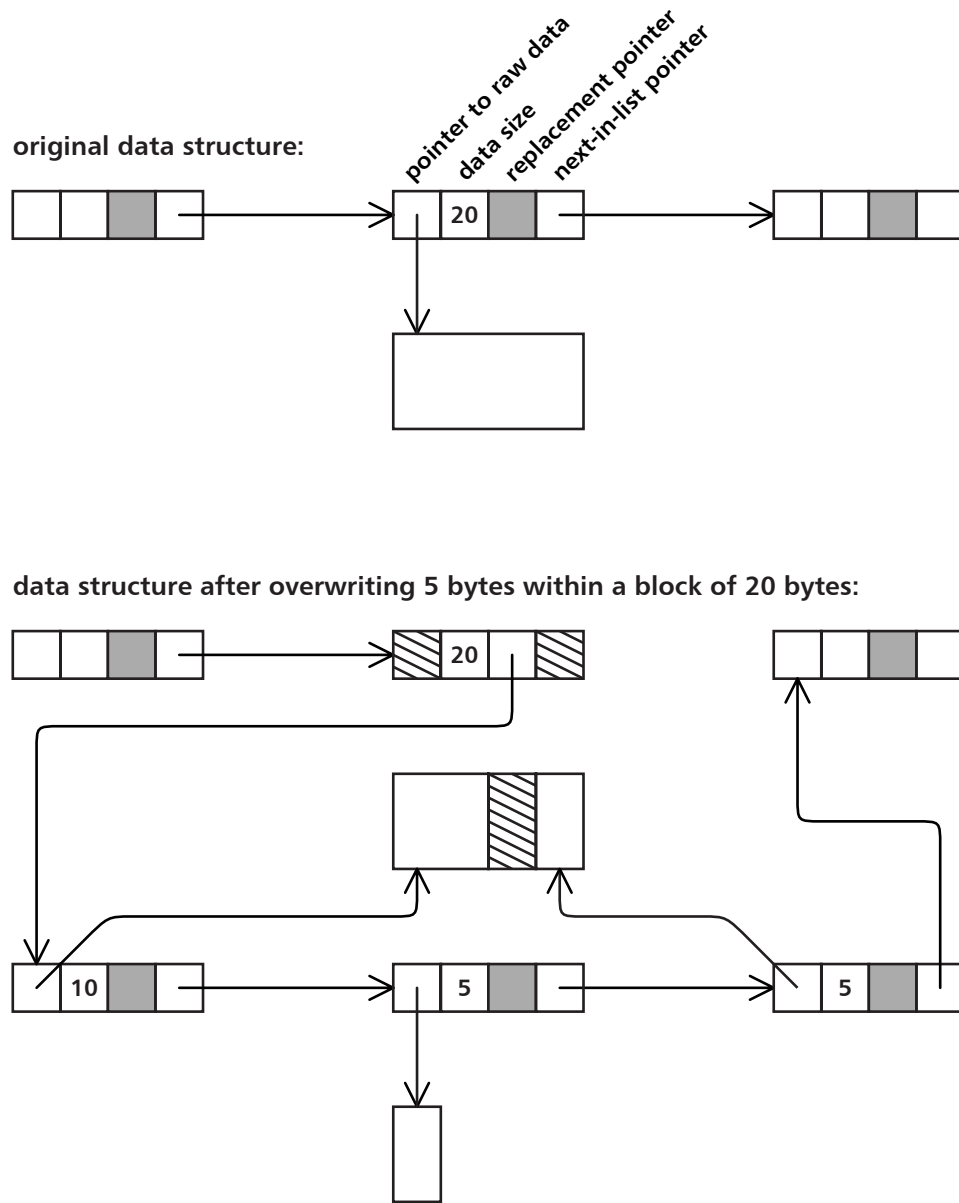 pointer to raw data
data size
replacement pointer
next-in-list pointer
original data structure:
20
data structure after overwriting 5 bytes within a block of 20 bytes:
20
10
5
5